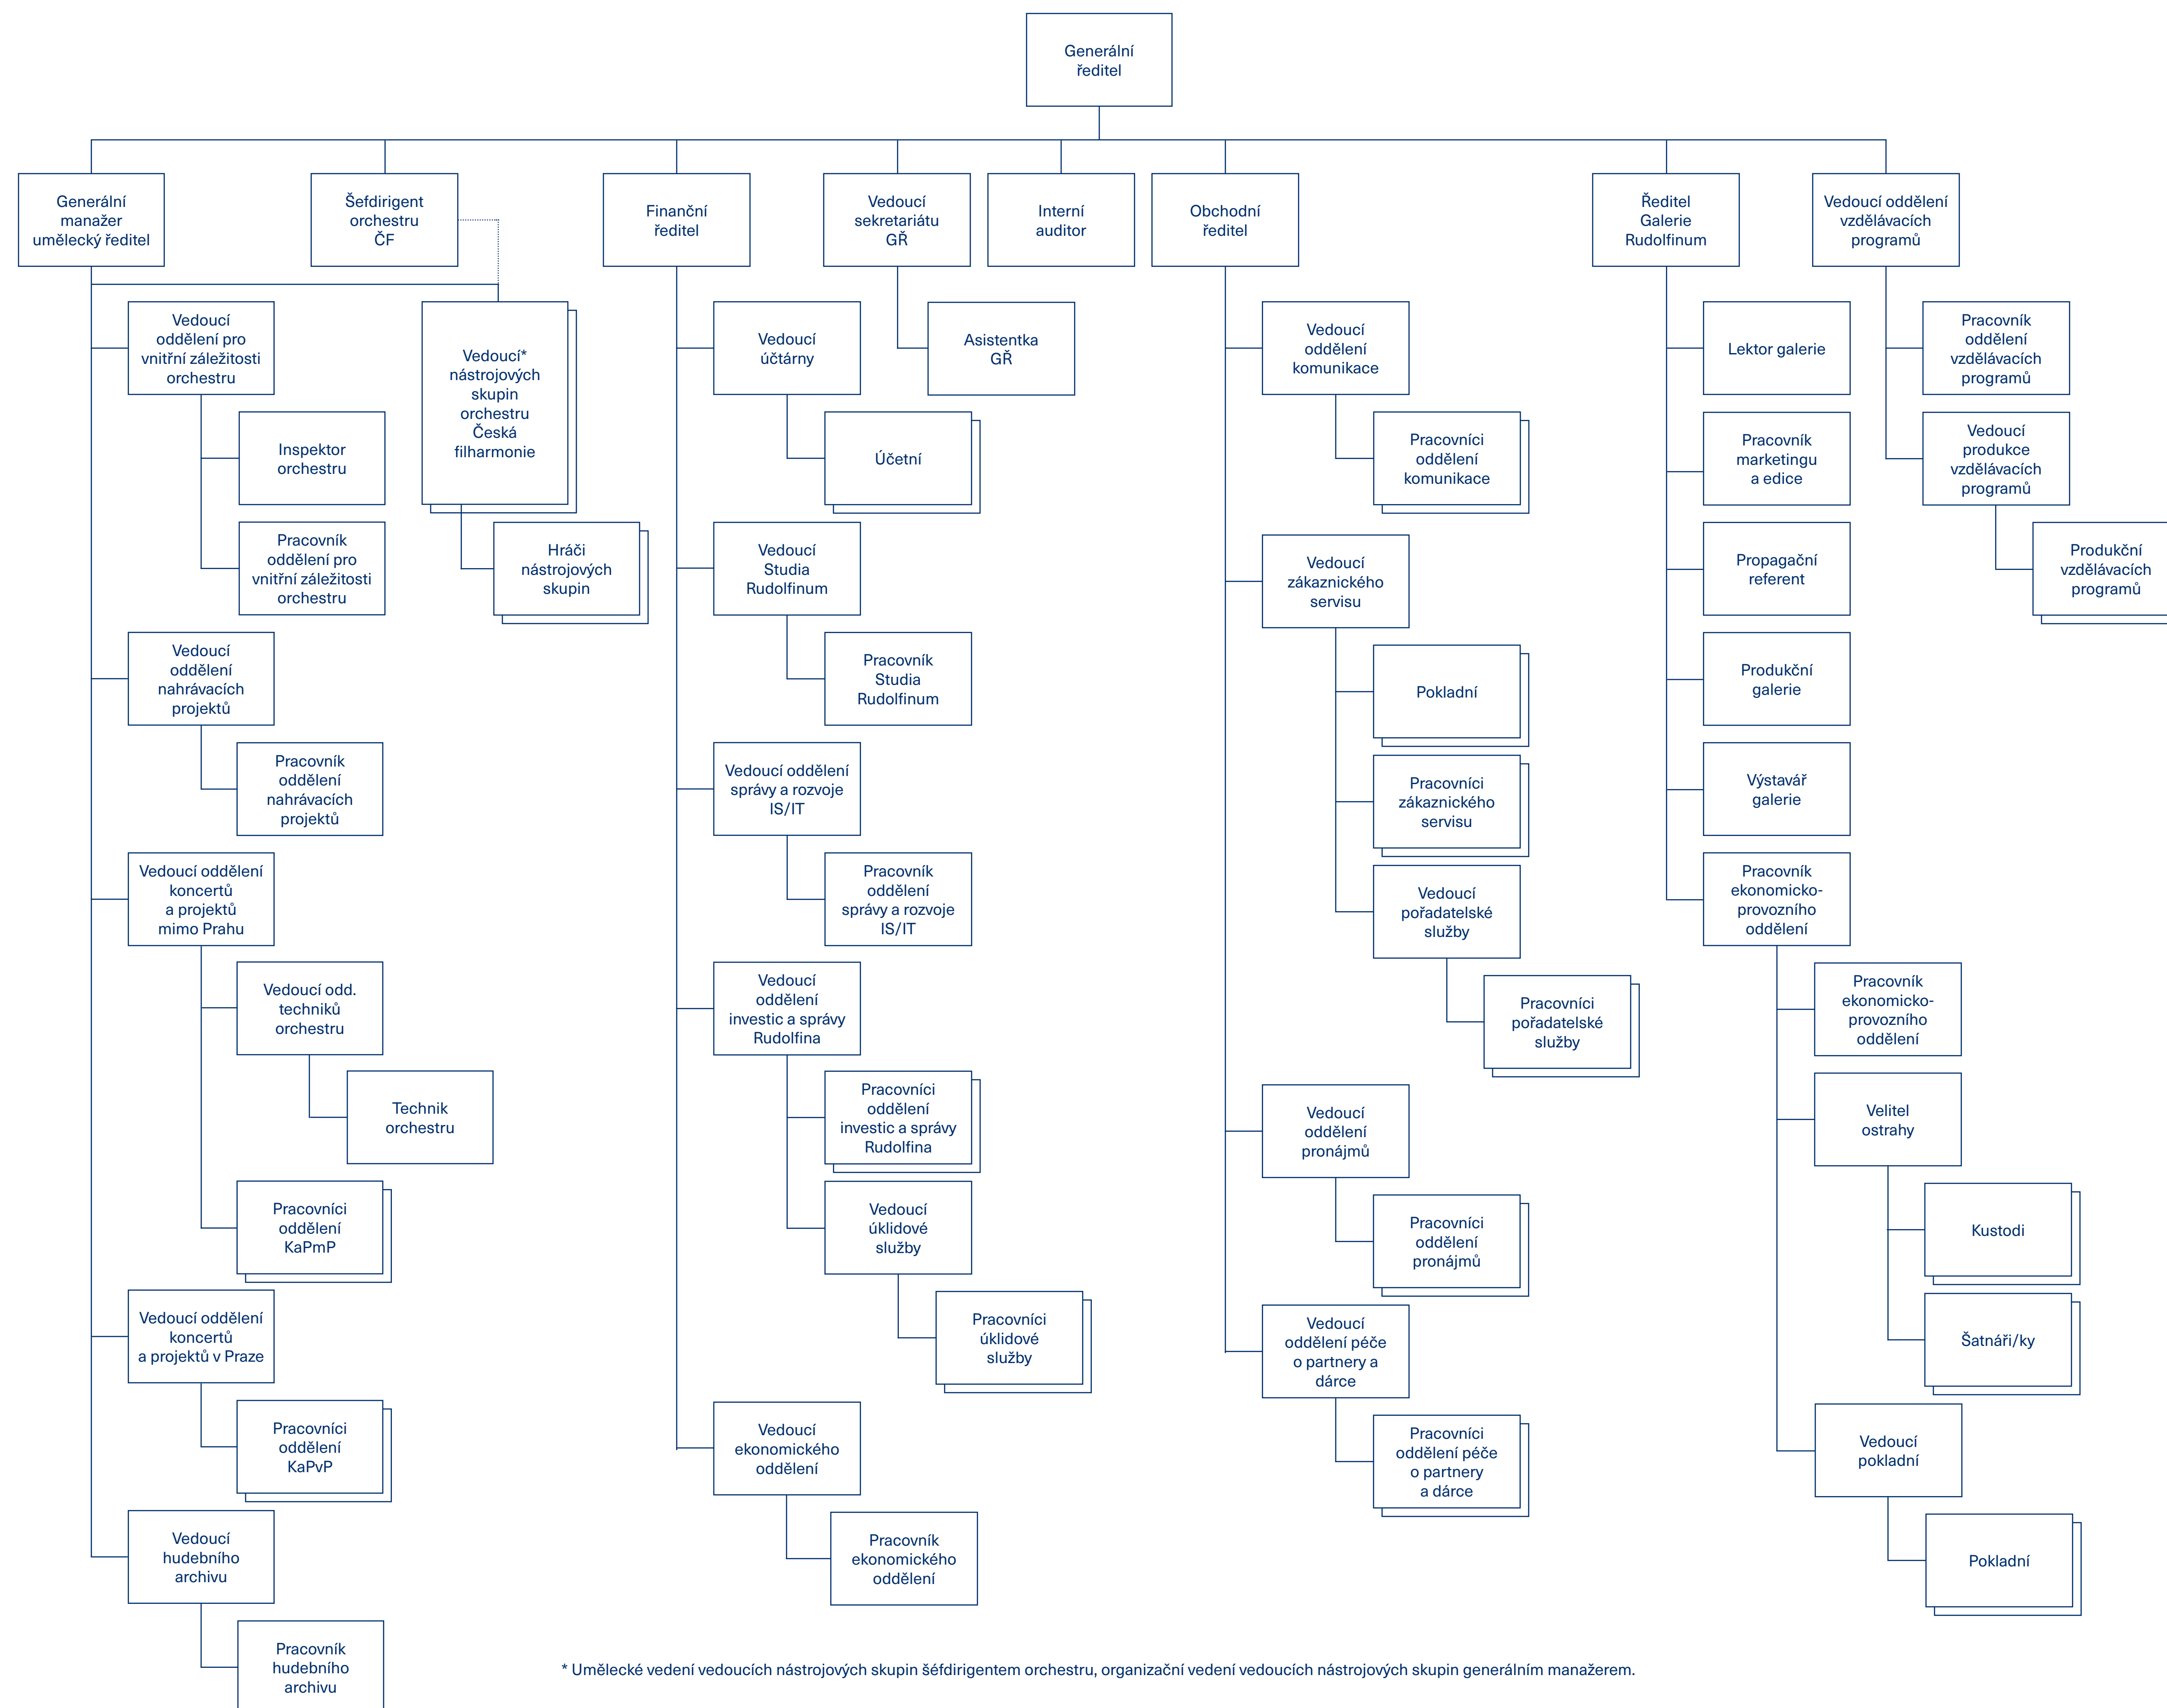 Generální
ředitel
Generální
manažer
umělecký ředitel
Šefdirigent
orchestru
ČF
Finanční
ředitel
Vedoucí
sekretariátu
GŘ
Interní
auditor
Obchodní
ředitel
Ředitel
Galerie
Rudolfinum
Vedoucí oddělení
vzdělávacích
programů
Vedoucí
oddělení pro
vnitřní záležitosti
orchestru
Inspektor
orchestru
Pracovník
oddělení pro
vnitřní záležitosti
orchestru
Vedoucí
oddělení
nahrávacích
projektů
Pracovník
oddělení
nahrávacích
projektů
Vedoucí oddělení
koncertů
a projektů
mimo Prahu
Vedoucí odd.
techniků
orchestru
Technik
orchestru
Pracovníci
oddělení
KaPmP
Vedoucí oddělení
koncertů
a projektů v Praze
Pracovníci
oddělení
KaPvP
Vedoucí
hudebního
archivu
Pracovník
hudebního
archivu
Vedoucí*
nástrojových
skupin
orchestru
Česká
filharmonie
Hráči
nástrojových
skupin
Vedoucí
účtárny
Účetní
Vedoucí
Studia
Rudolfinum
Pracovník
Studia
Rudolfinum
Vedoucí oddělení
správy a rozvoje
IS/IT
Pracovník
oddělení
správy a rozvoje
IS/IT
Vedoucí
oddělení
investic a správy
Rudolfina
Pracovníci
oddělení
investic a správy
Rudolfina
Vedoucí
úklidové
služby
Pracovníci
úklidové
služby
Vedoucí
ekonomického
oddělení
Pracovník
ekonomického
oddělení
Asistentka
GŘ
Vedoucí
oddělení
komunikace
Pracovníci
oddělení
komunikace
Vedoucí
zákaznického
servisu
Pokladní
Pracovníci
zákaznického
servisu
Vedoucí
pořadatelské
služby
Pracovníci
pořadatelské
služby
Vedoucí
oddělení
pronájmů
Pracovníci
oddělení
pronájmů
Vedoucí
oddělení péče
o partnery a
dárce
Pracovníci
oddělení péče
o partnery
a dárce
Lektor galerie
Pracovník
marketingu
a edice
Propagační
referent
Produkční
galerie
Výstavář
galerie
Pracovník
ekonomicko-
provozního
oddělení
Pracovník
ekonomicko-
provozního
oddělení
Velitel
ostrahy
Kustodi
Šatnáři/ky
Vedoucí
pokladní
Pokladní
Pracovník
oddělení
vzdělávacích
programů
Vedoucí
produkce
vzdělávacích
programů
Produkční
vzdělávacích
programů
* Umělecké vedení vedoucích nástrojových skupin šéfdirigentem orchestru, organizační vedení vedoucích nástrojových skupin generálním manažerem.